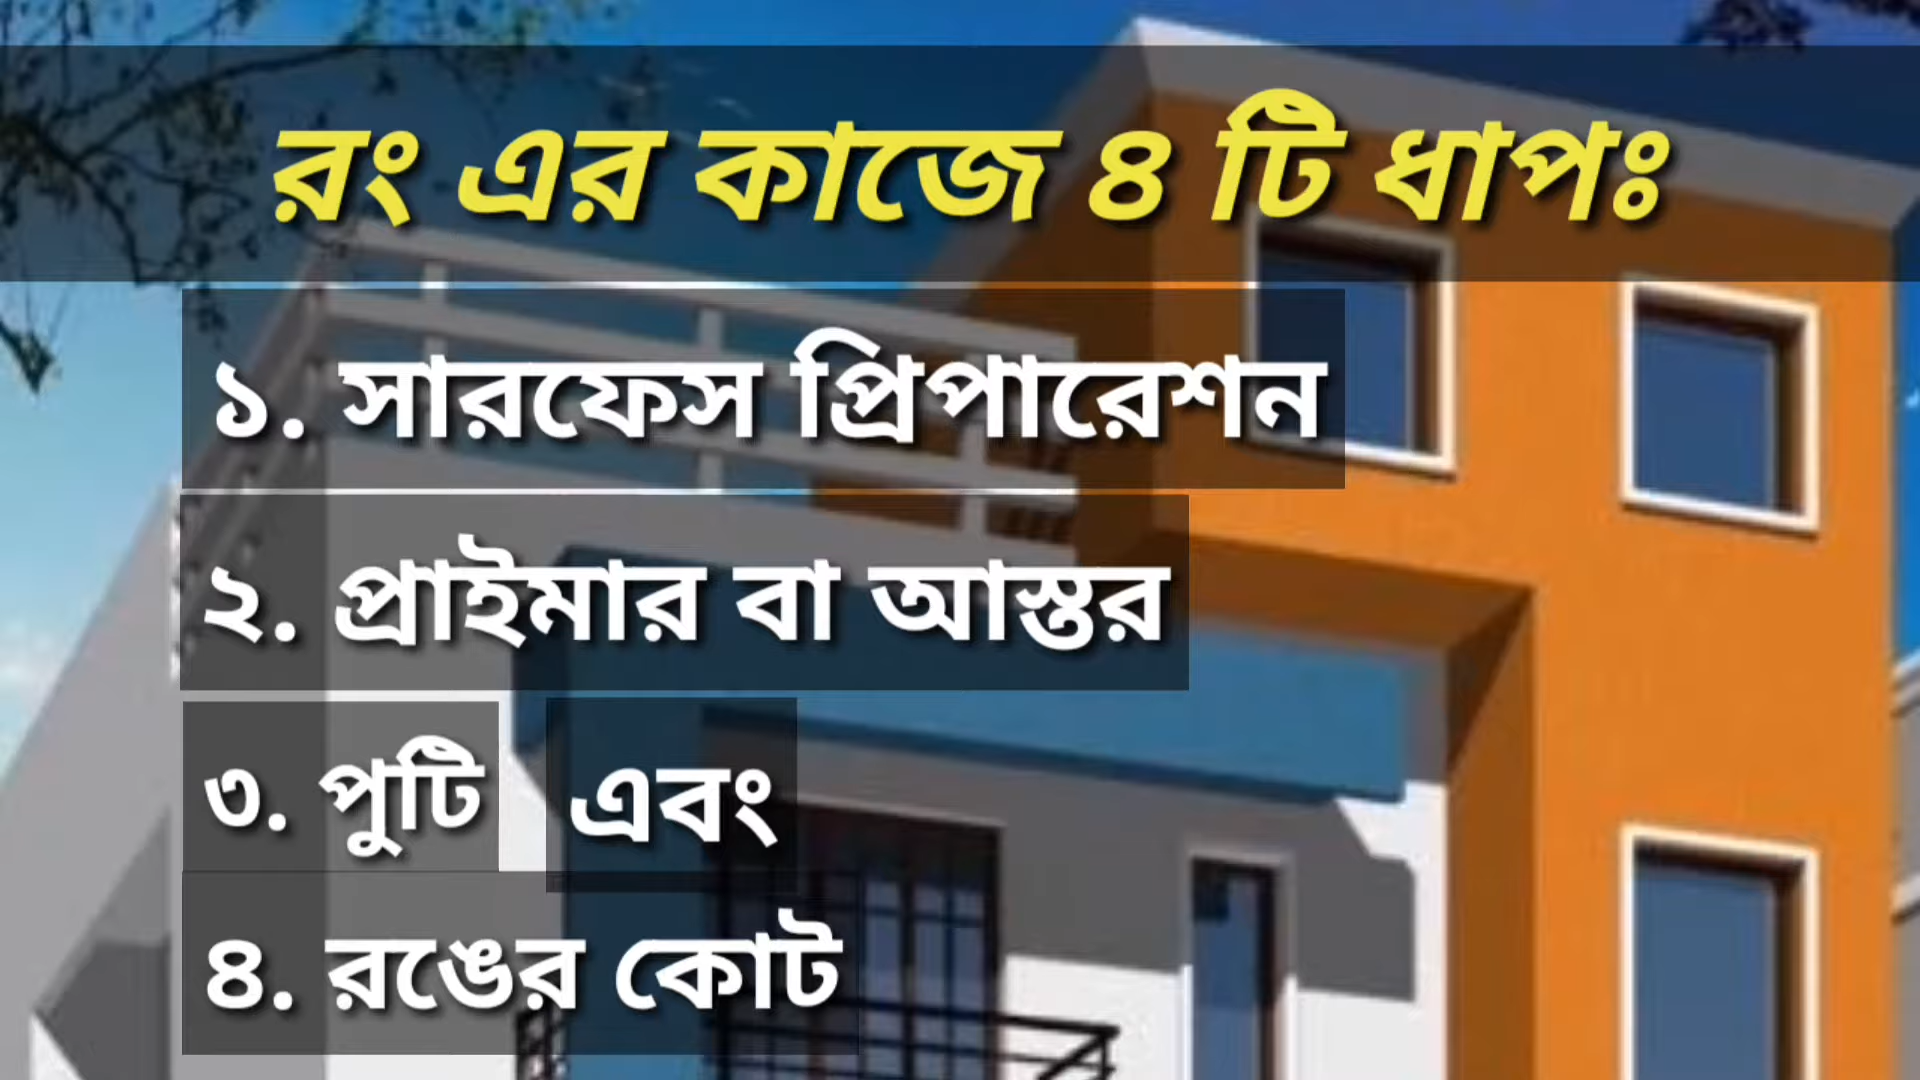 রং এর কাজে ৪ টি ধাপঃ
১. সারফেস প্রিপারেশন
২. প্রাইমার বা আস্তর
৩. পুটি এবং
৪. রঙের কোট